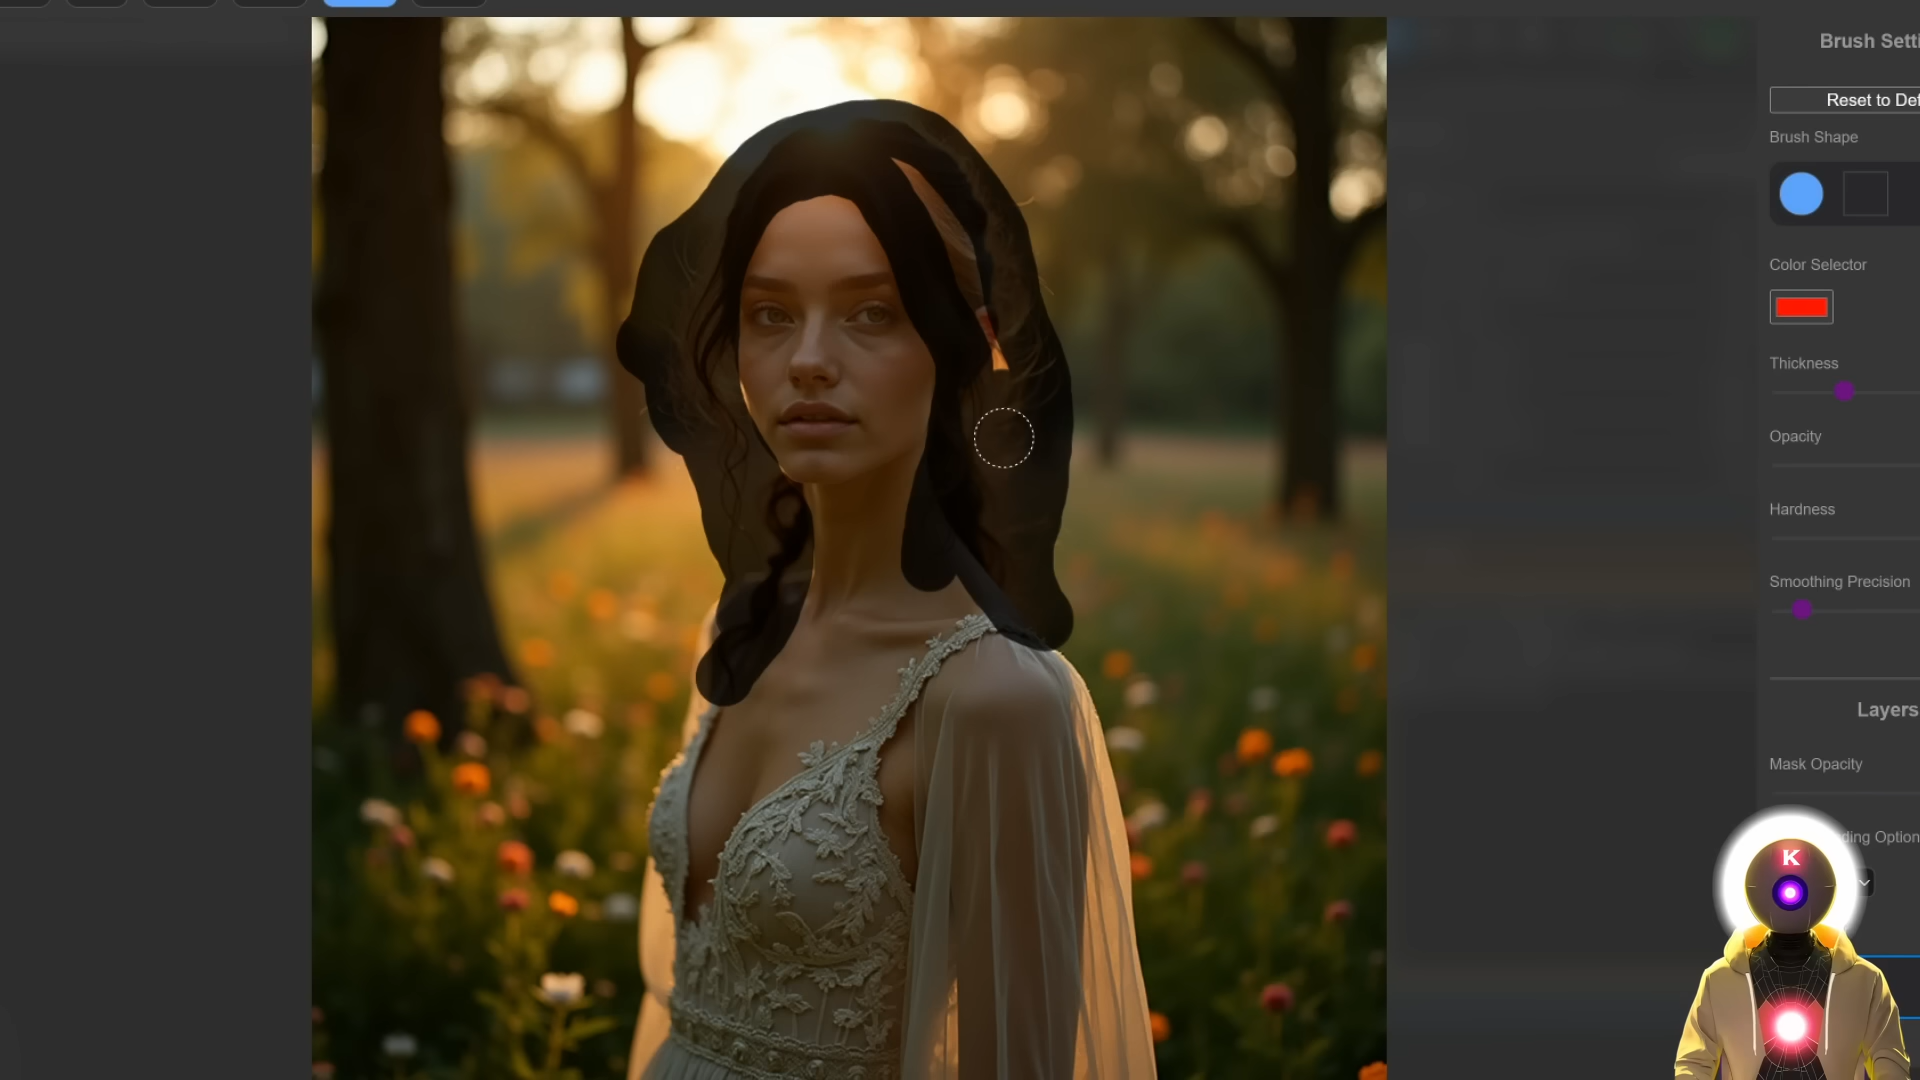 Brush Setti
Reset to Def
Brush Shape
Color Selector
Thickness
Opacity
Hardness
Smoothing Precision
Layers
Mask Opacity
ding Option
K